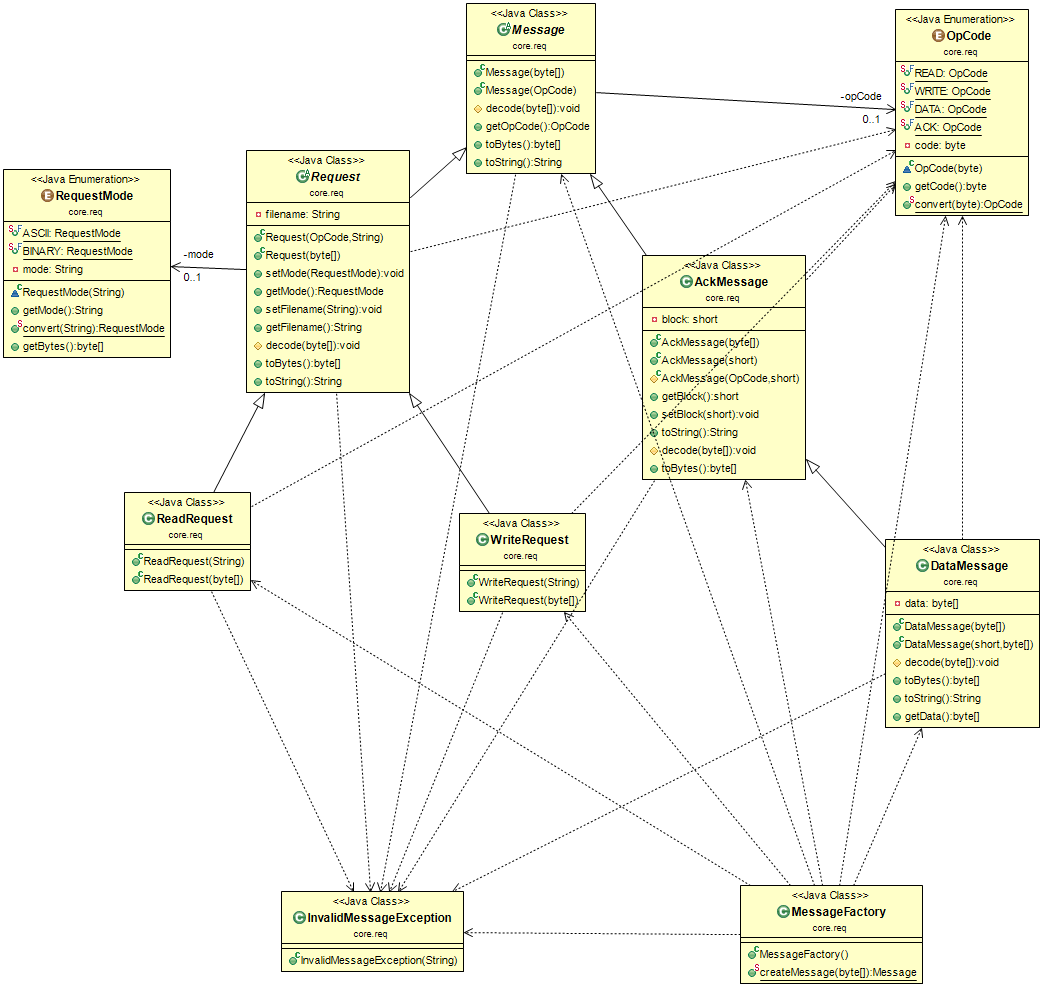 <<Java Class>>
Message
core.req
Message(byte[])
Message(OpCode)
decode(byte[]):void
getOpCode():OpCode
toBytes():byte[]
toString():String
<<Java Enumeration>>
OpCode
core.req
READ: OpCode
WRITE: OpCode
DATA: OpCode
ACK: OpCode
code: byte
OpCode(byte)
getCode():byte
convert(byte):OpCode
-opCode
0..1
<<Java Class>>
Request
core.req
filename: String
Request(OpCode,String)
Request(byte[])
setMode(RequestMode):void
getMode():RequestMode
setFilename(String):void
getFilename():String
decode(byte[]):void
toBytes():byte[]
toString():String
<<Java Enumeration>>
RequestMode
core.req
ASCII: RequestMode
BINARY: RequestMode
mode: String
RequestMode(String)
getMode():String
convert(String):RequestMode
getBytes():byte[]
-mode
0..1
<<Java Class>>
AckMessage
core.req
block: short
AckMessage(byte[])
AckMessage(short)
AckMessage(OpCode,short)
getBlock():short
setBlock(short):void
toString():String
decode(byte[]):void
toBytes():byte[]
<<Java Class>>
ReadRequest
core.req
ReadRequest(String)
ReadRequest(byte[])
<<Java Class>>
WriteRequest
core.req
WriteRequest(String)
WriteRequest(byte[])
<<Java Class>>
DataMessage
core.req
data: byte[]
DataMessage(byte[])
DataMessage(short,byte[])
decode(byte[]):void
toBytes():byte[]
toString():String
getData():byte[]
<<Java Class>>
InvalidMessageException
core.req
InvalidMessageException(String)
<<Java Class>>
MessageFactory
core.req
MessageFactory()
createMessage(byte[]):Message